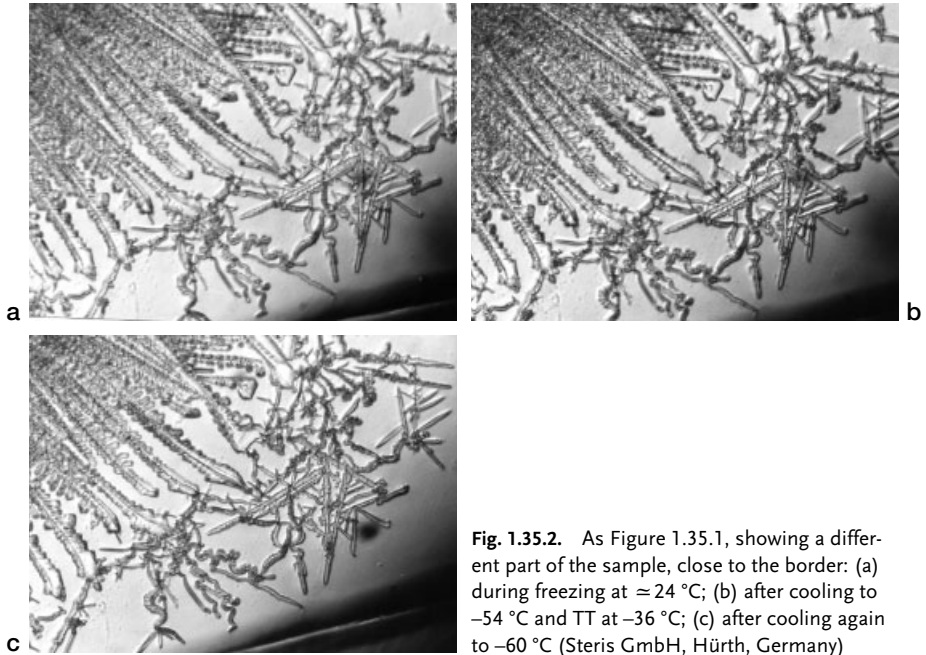 a
b
c
Fig. 1.35.2. As Figure 1.35.1, showing a differ-
ent part of the sample, close to the border: (a)
during freezing at ≃ 24 °C; (b) after cooling to
–54 °C and TT at –36 °C; (c) after cooling again
to –60 °C (Steris GmbH, Hürth, Germany)